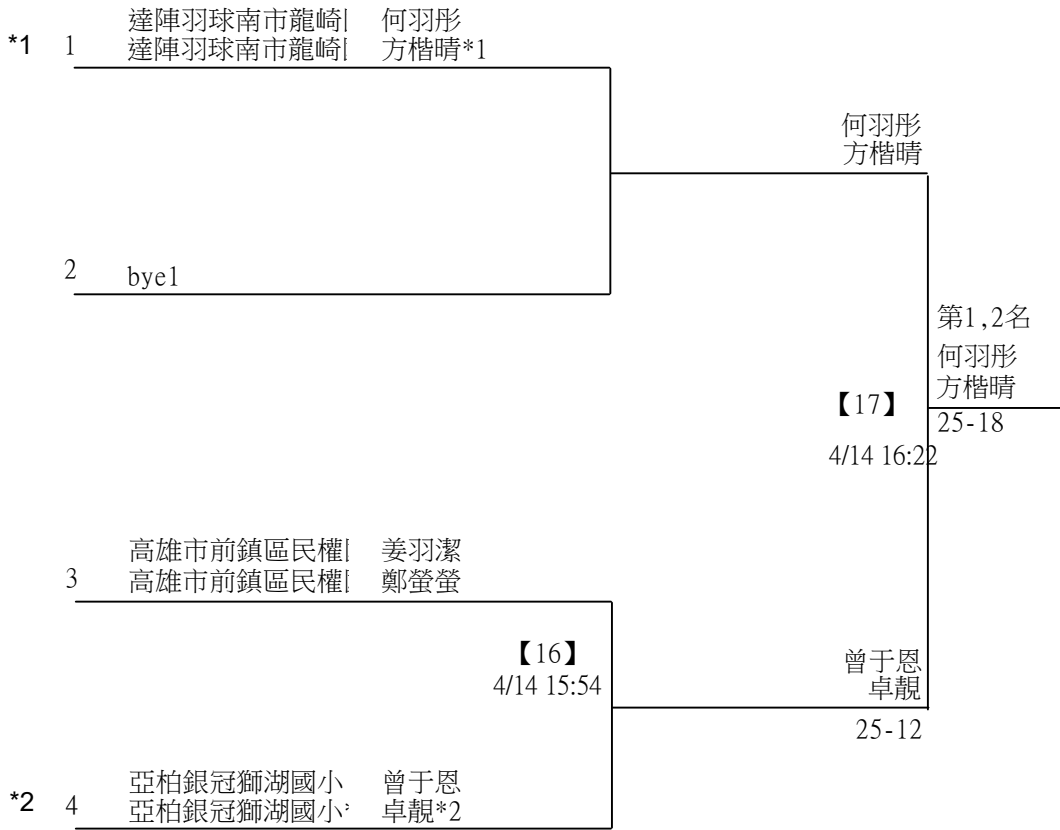 達陣羽球南市龍崎 何羽彤
*1 1 達陣羽球南市龍崎 方楷晴*1
何羽彤
方楷晴
2 bye1
第1,2名
何羽彤
方楷晴
【17】
25-18
4/14 16:22
高雄市前鎮區民權 姜羽潔
3 高雄市前鎮區民權 鄭螢螢
【16】
4/14 15:54
曾于恩
卓靚
25-12
亞柏銀冠獅湖國小 曾于恩
*2 4 亞柏銀冠獅湖國小 卓靚*2